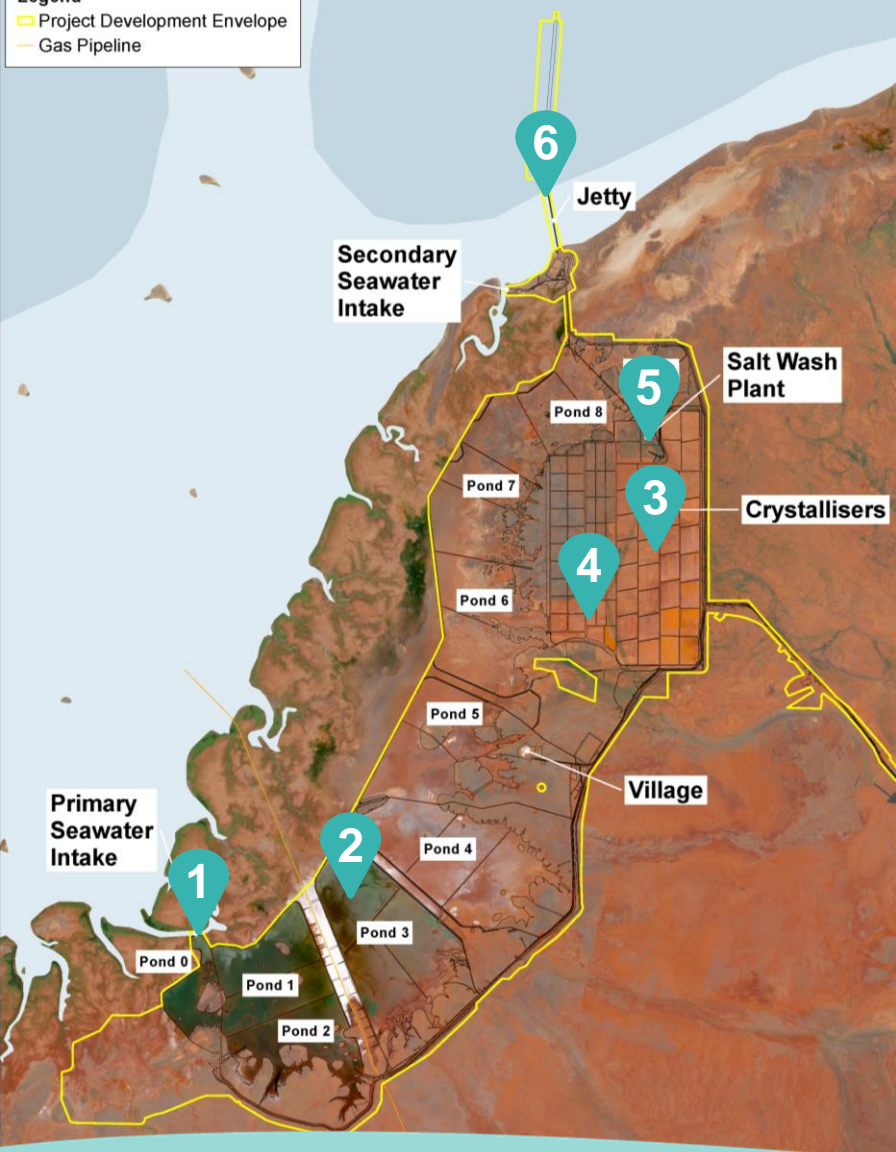 Project Development Envelope
Gas Pipeline
6
Jetty
Secondary
Seawater
Intake
Salt Wash
Plant
5
Pond 8
Pond 7
3
Crystallisers
4
Pond 6
Pond 5
Village
Primary
Seawater
Intake
2
Pond 4
1
Pond 3
Pond 0
Pond 1
Pond 2